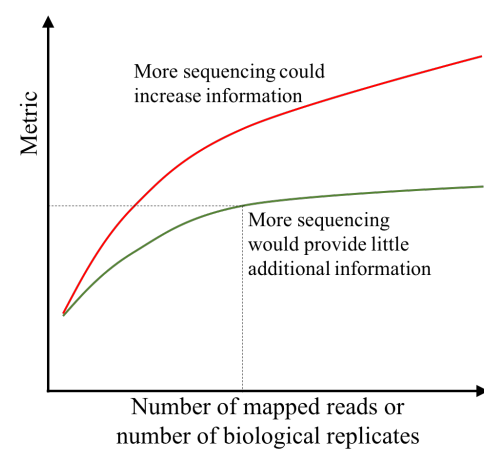 More sequencing could
increase information
Metric
More sequencing
would provide little
additional information
Number of mapped reads or
number of biological replicates